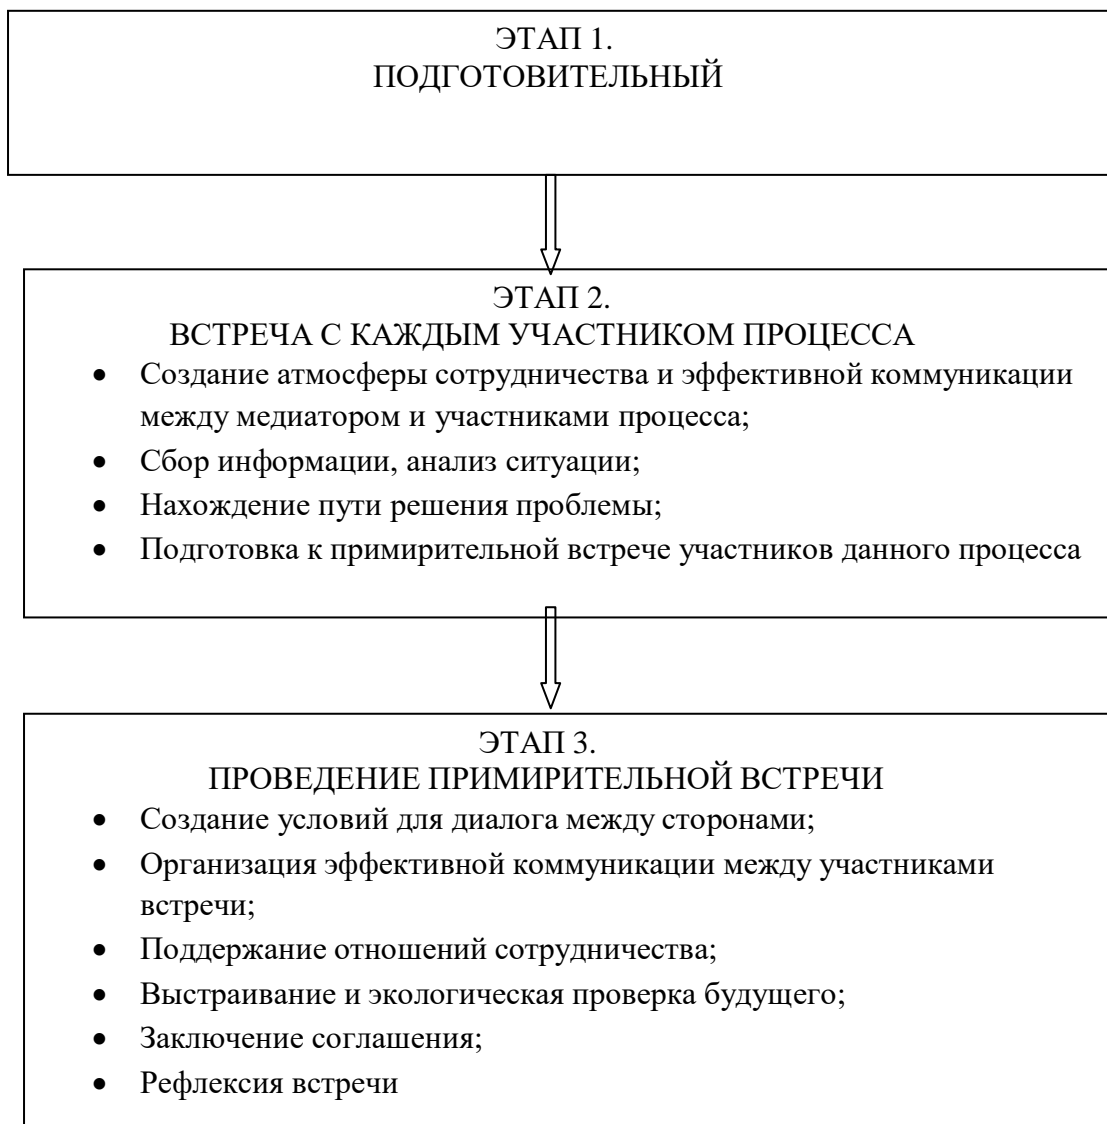 ЭТАП 1.
ПОДГОТОВИТЕЛЬНЫЙ
ЭТАП 2.
ВСТРЕЧА С КАЖДЫМ УЧАСТНИКОМ ПРОЦЕССА
• Создание атмосферы сотрудничества и эффективной коммуникации
между медиатором и участниками процесса;
• Сбор информации, анализ ситуации;
• Нахождение пути решения проблемы;
• Подготовка к примирительной встрече участников данного процесса
ЭТАП 3.
ПРОВЕДЕНИЕ ПРИМИРИТЕЛЬНОЙ ВСТРЕЧИ
• Создание условий для диалога между сторонами;
• Организация эффективной коммуникации между участниками
встречи;
• Поддержание отношений сотрудничества;
• Выстраивание и экологическая проверка будущего;
• Заключение соглашения;
• Рефлексия встречи